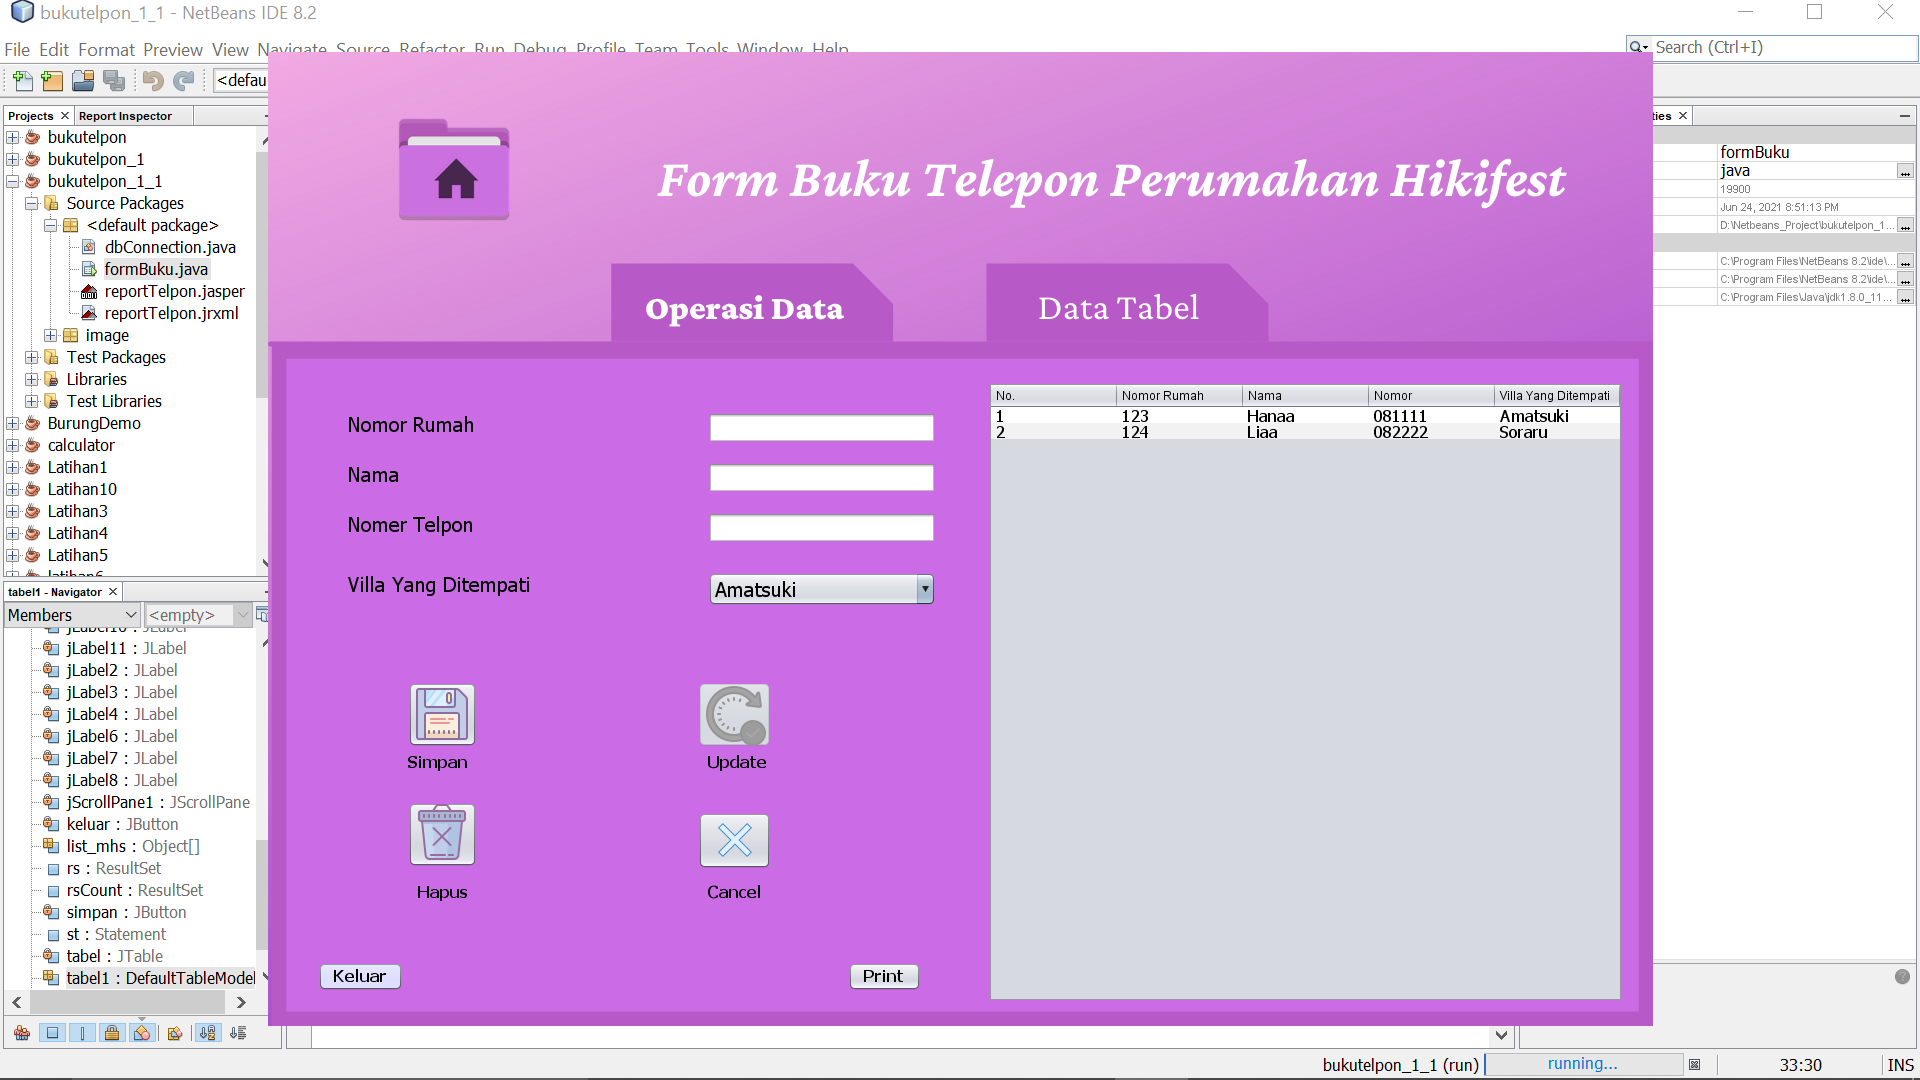 bukutelpon_1_1 - NetBeans IDE 8.2
File Edit Format Preview View Navigate Source Refactor Run Debug Profile Team Tools Window Help
Search (Ctrl+I)
<defau
Projects
Report Inspector
bukutelpon
bukutelpon_1
bukutelpon_1_1
Source Packages
<default package>
dbConnection.java
formBuku.java
reportTelpon.jasper
reportTelpon.jrxml
image
Test Packages
Libraries
Test Libraries
BurungDemo
calculator
Latihan1
Latihan10
Latihan3
Latihan4
Latihan5
tabel1 - Navigator
Members
<empty>
jLabel10 : JLabel
jLabel11 : JLabel
jLabel2 : JLabel
jLabel3 : JLabel
jLabel4 : JLabel
jLabel6 : JLabel
jLabel7 : JLabel
jLabel8 : JLabel
jScrollPane1 : JScrollPane
keluar : JButton
list_mhs : Object[]
rs : ResultSet
rsCount : ResultSet
simpan : JButton
st : Statement
tabel : JTable
tabel1 : DefaultTableModel
Form Buku Telepon Perumahan Hikifest
Operasi Data
Data Tabel
Nomor Rumah
Nama
Nomer Telpon
Villa Yang Ditempati
Amatsuki
Simpan
Update
Hapus
Cancel
Keluar
Print
No. Nomor Rumah Nama Nomor Villa Yang Ditempati
1 123 Hanaa 081111 Amatsuki
2 124 Liaa 082222 Soraru
ties
formBuku
java
...
19900
Jun 24, 2021 8:51:13 PM
D:\Netbeans_Project\bukutelpon_1... ...
C:\Program Files\NetBeans 8.2\ide\... ...
C:\Program Files\NetBeans 8.2\ide\... ...
C:\Program Files\Java\jdk1.8.0_11... ...
bukutelpon_1_1 (run)
running...
33:30
INS